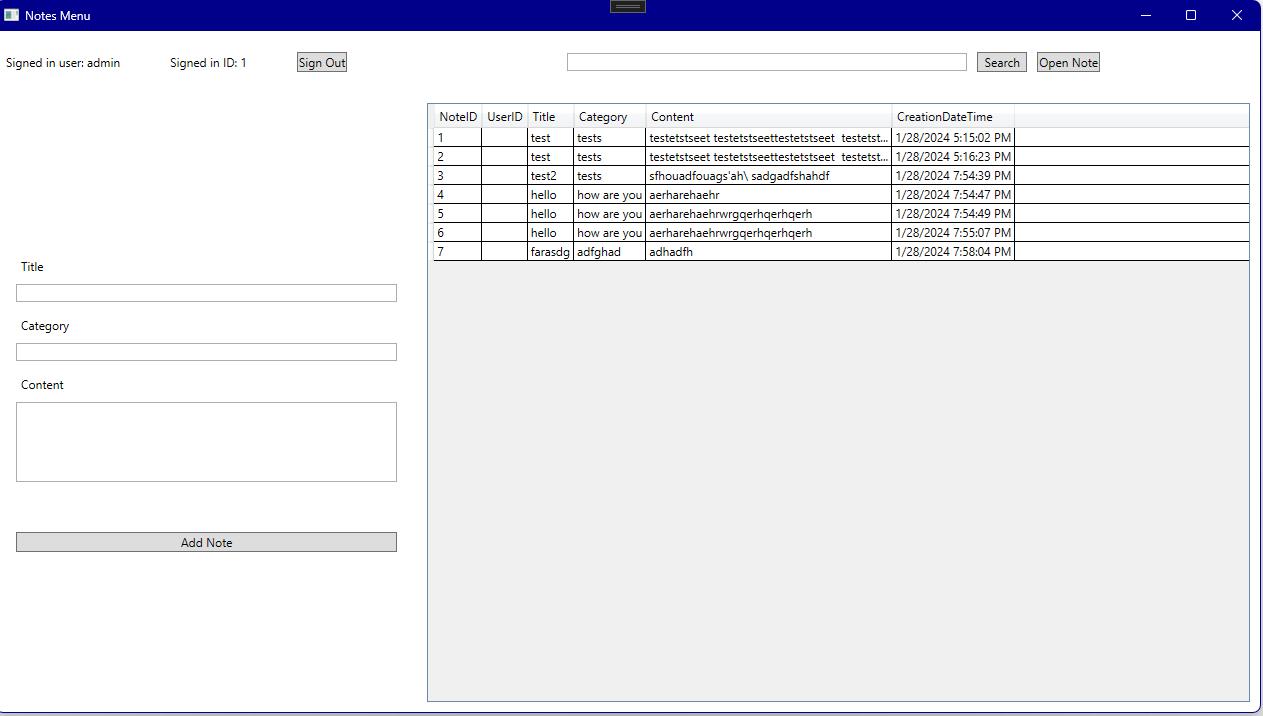 Notes Menu
Signed in user: admin Signed in ID: 1 Sign Out Search Open Note
NoteID UserID Title Category Content CreationDateTime
1 test tests testetstseet testetstseettestetstseet testetst... 1/28/2024 5:15:02 PM
2 test tests testetstseet testetstseettestetstseet testetst... 1/28/2024 5:16:23 PM
3 test2 tests sfhouadfouags'ah\ sadgadfshahdf 1/28/2024 7:54:39 PM
4 hello how are you aerharehaehr 1/28/2024 7:54:47 PM
5 hello how are you aerharehaehrwrgqerhqerhqerh 1/28/2024 7:54:49 PM
6 hello how are you aerharehaehrwrgqerhqerhqerh 1/28/2024 7:55:07 PM
7 farasdg adfghad adhadfh 1/28/2024 7:58:04 PM
Title
Category
Content
Add Note